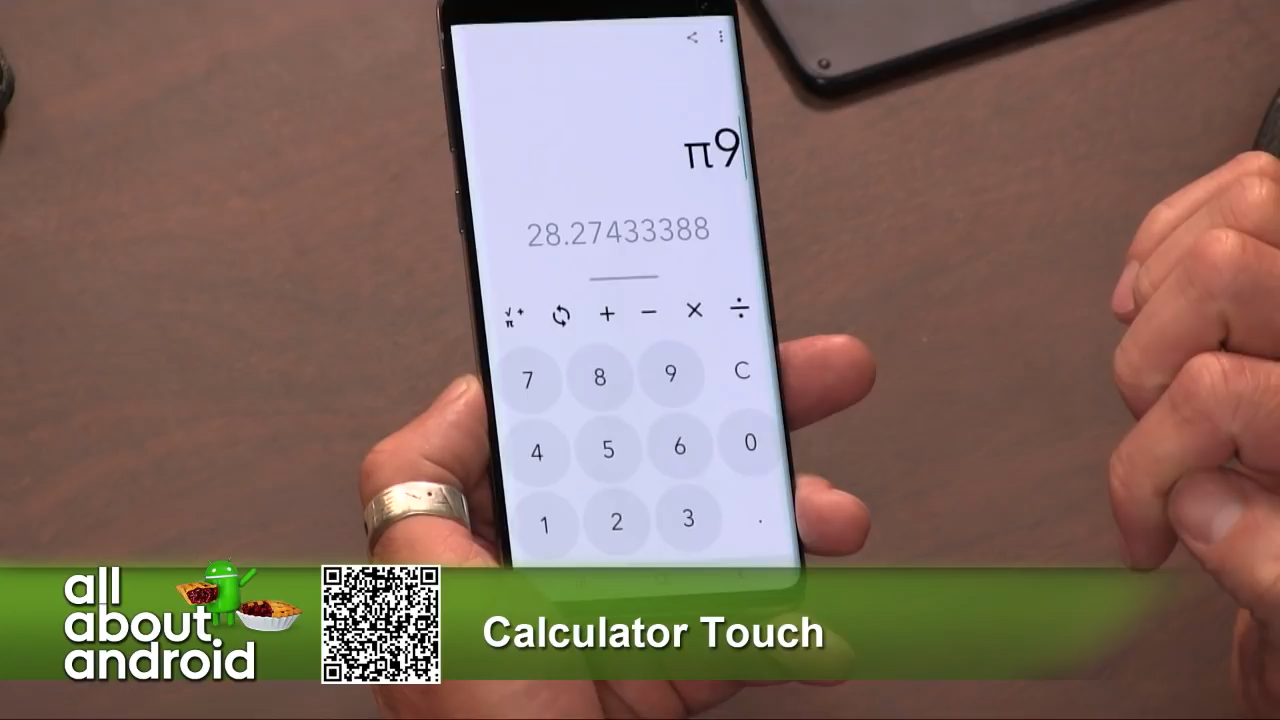 π9
28.27433388
√ +
π
+ − × ÷
7 8 9 C
4 5 6 0
1 2 3 .
all
about
android
Calculator Touch